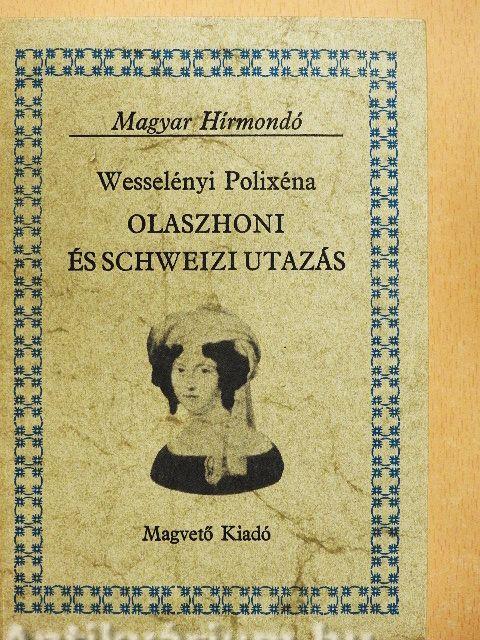 Magyar Hírmondó
Wesselényi Polixéna
OLASZHONI
ÉS SCHWEIZI UTAZÁS
Magvető Kiadó